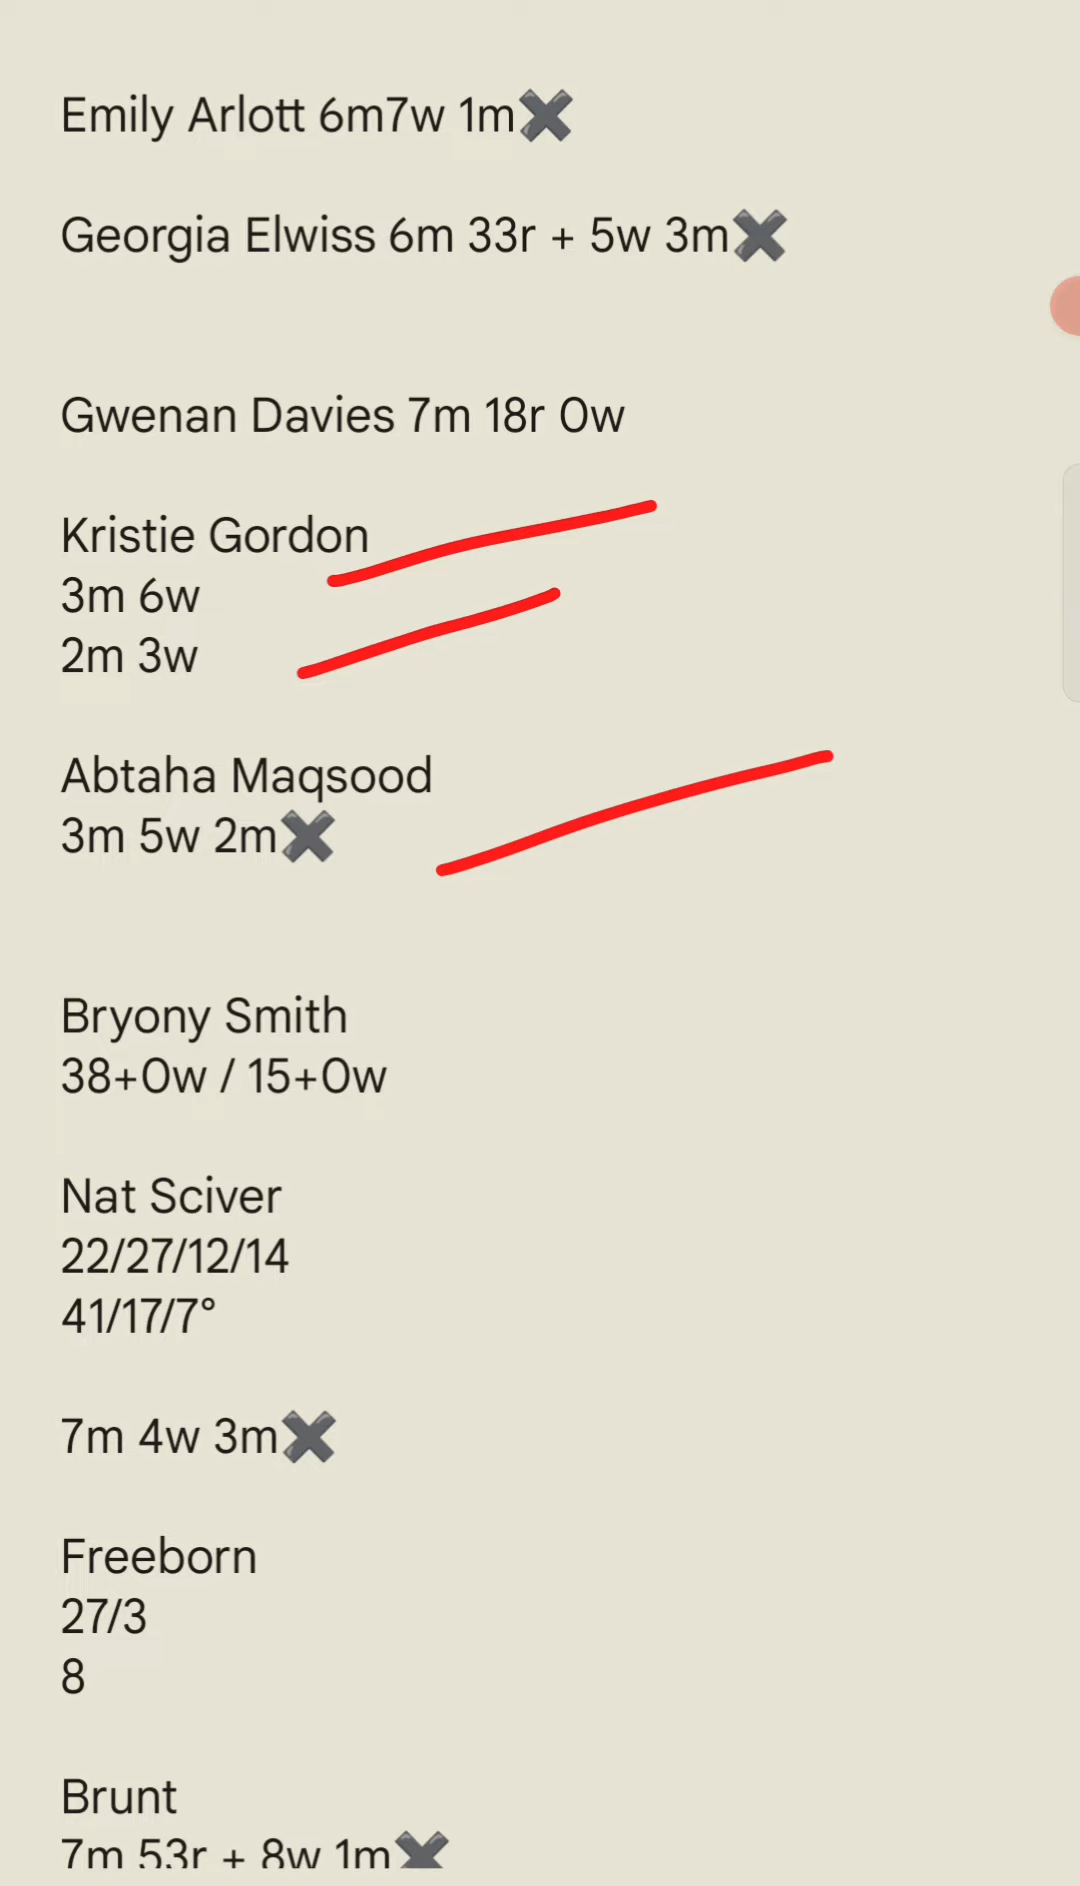 Emily Arlott 6m7w 1m✖
Georgia Elwiss 6m 33r + 5w 3m✖
Gwenan Davies 7m 18r 0w
Kristie Gordon
3m 6w
2m 3w
Abtaha Maqsood
3m 5w 2m✖
Bryony Smith
38+0w / 15+0w
Nat Sciver
22/27/12/14
41/17/7°
7m 4w 3m✖
Freeborn
27/3
8
Brunt
7m 53r + 8w 1m✖